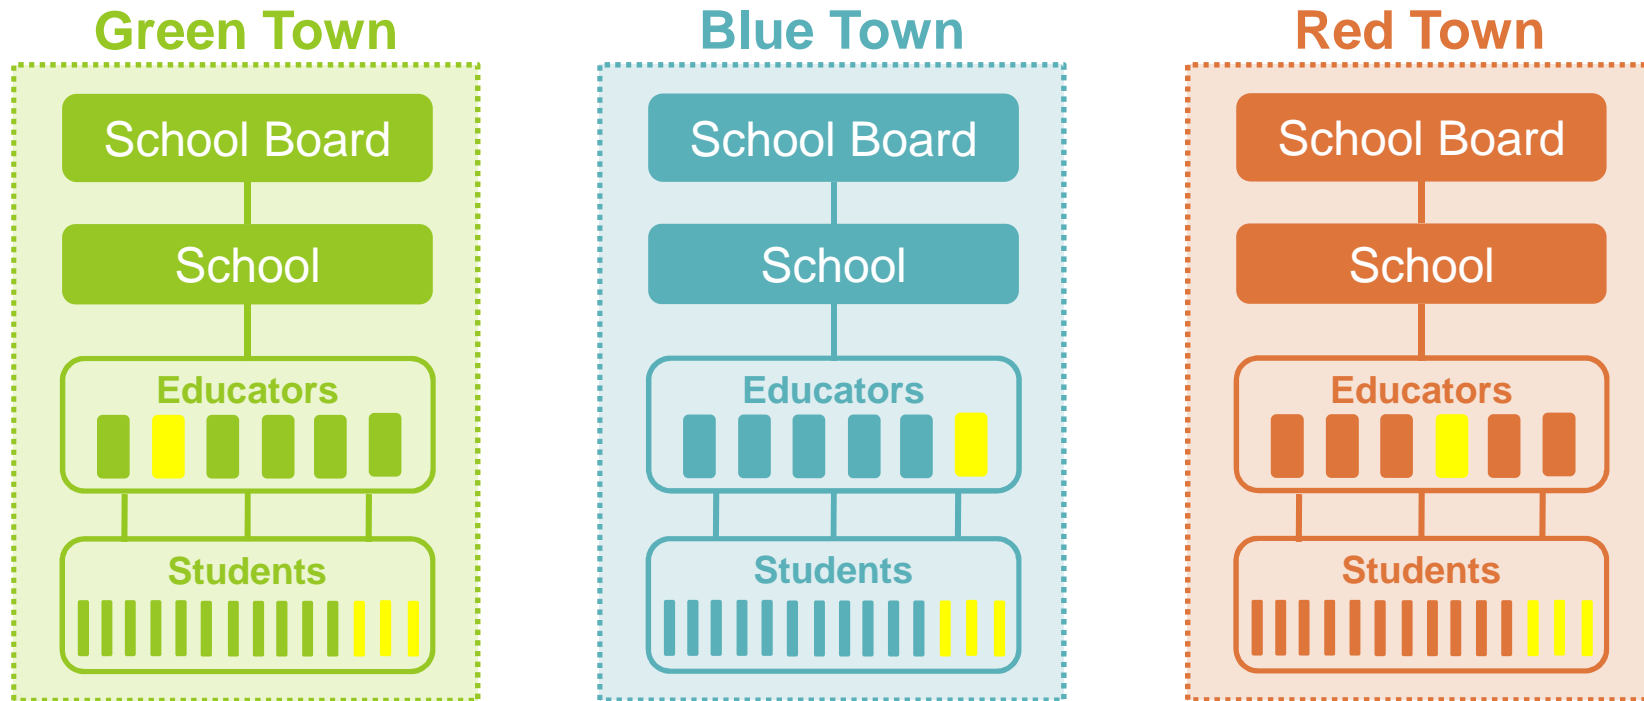 Green Town
School Board
School
Educators
Students
Blue Town
School Board
School
Educators
Students
Red Town
School Board
School
Educators
Students